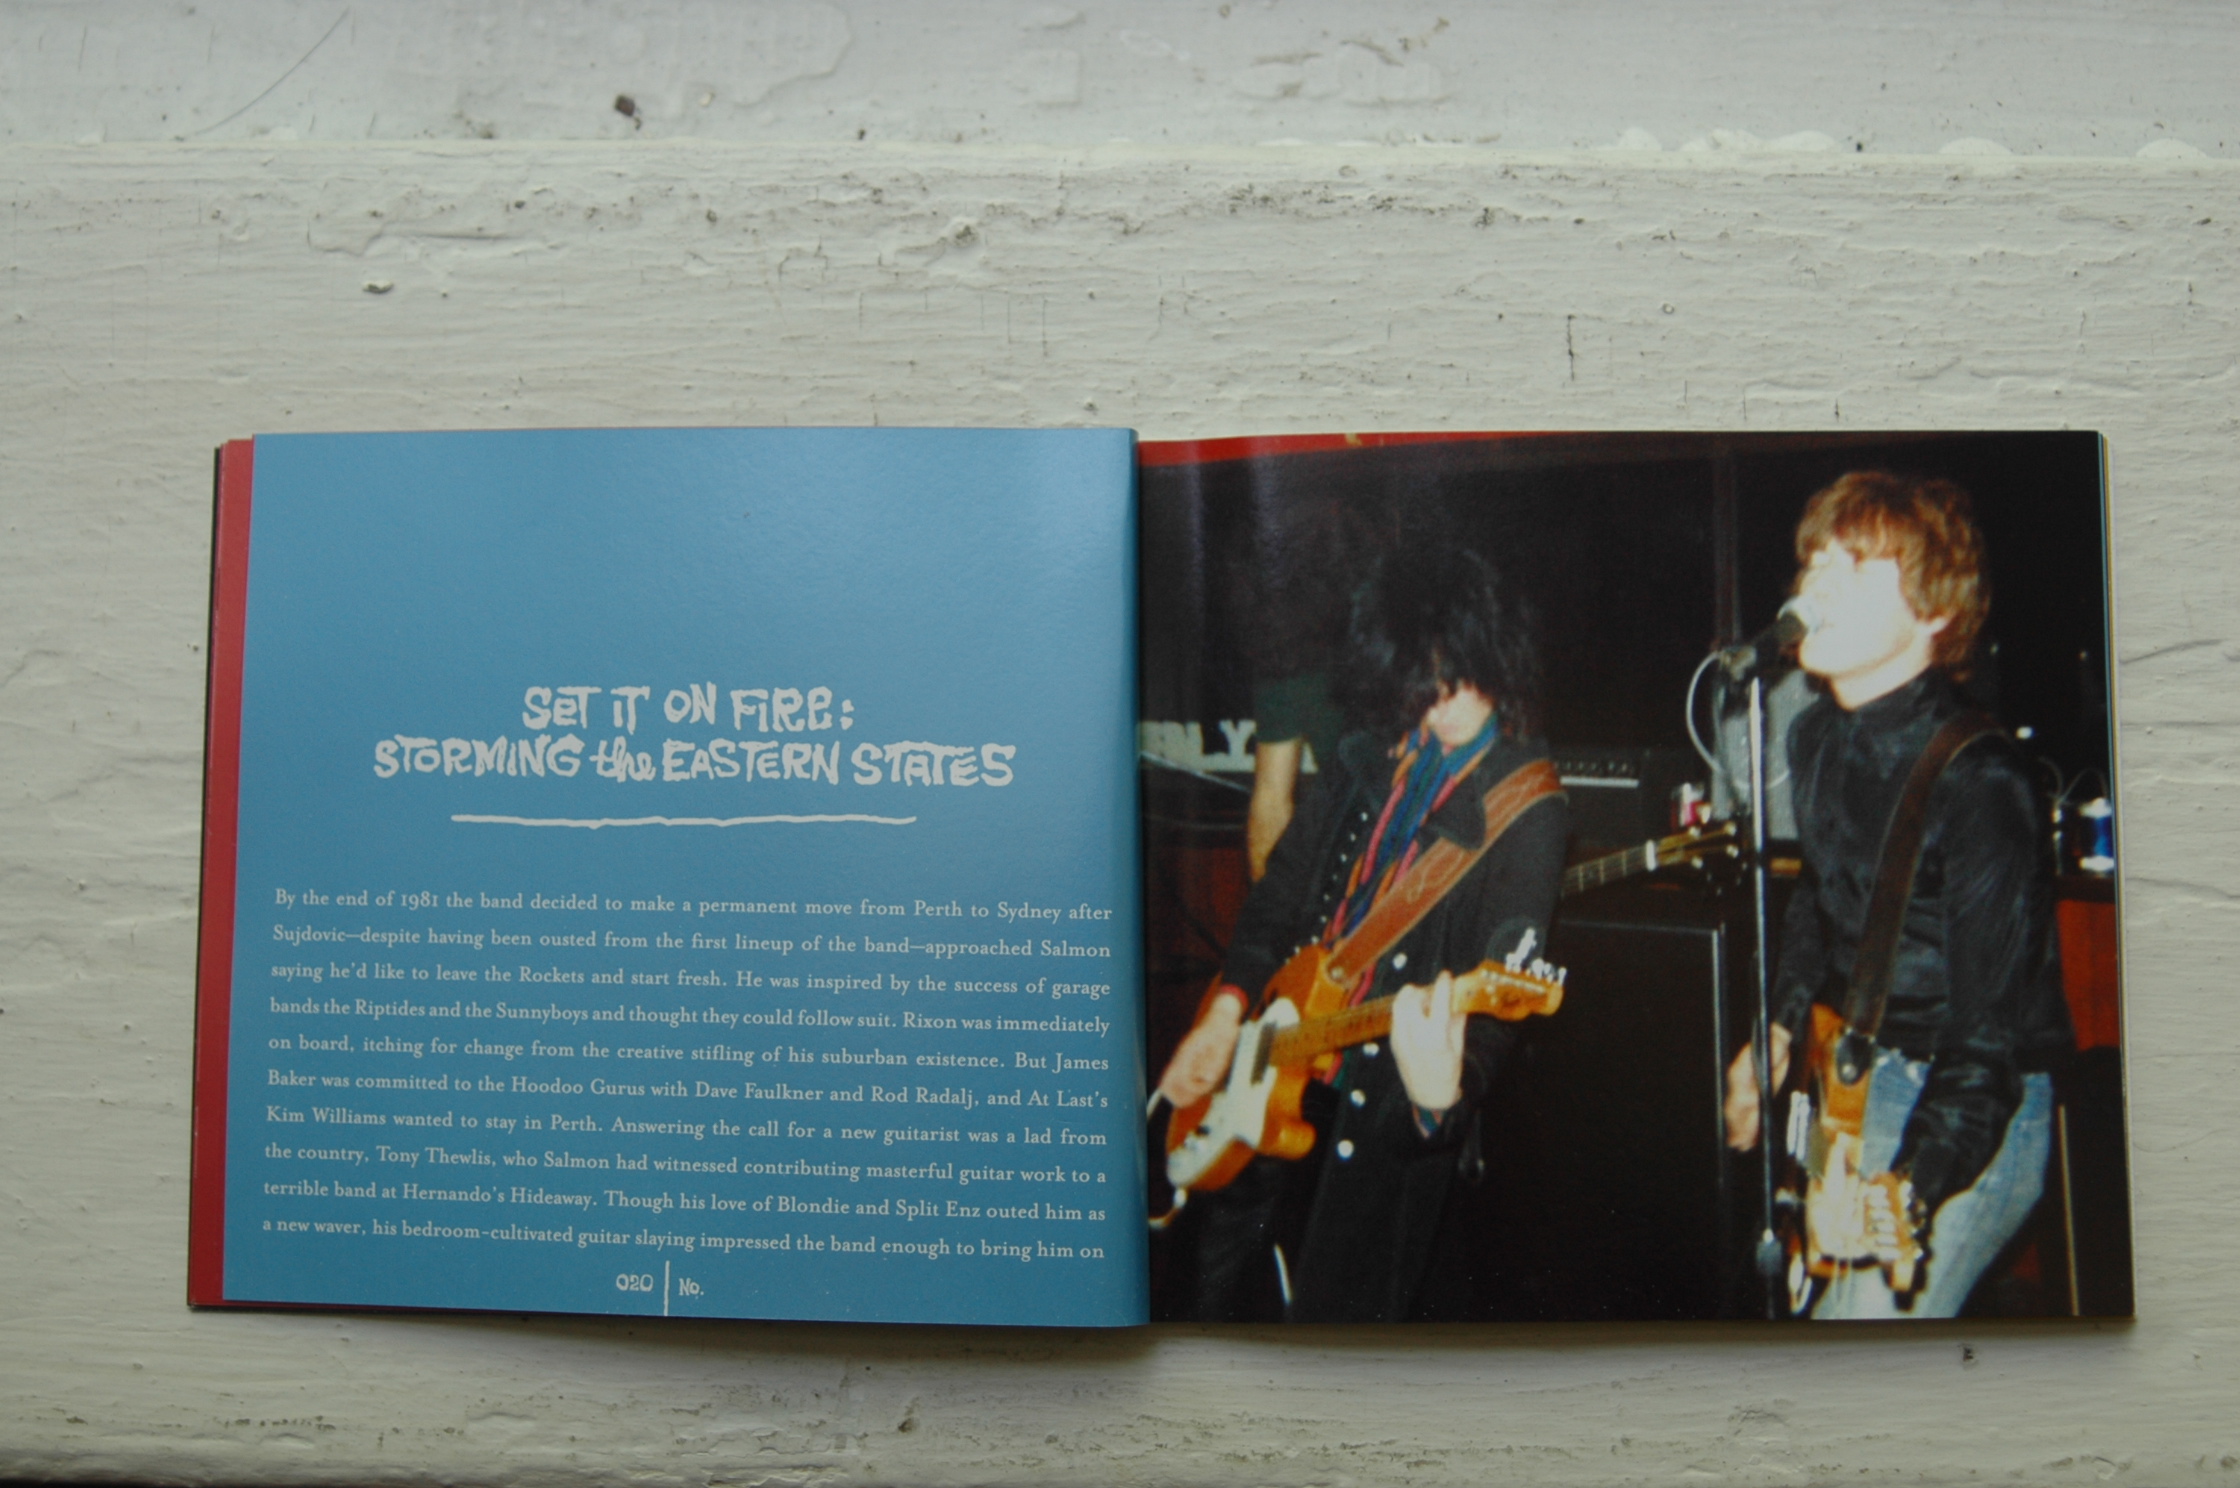 SET IT ON FIRE:
STORMING the EASTERN STATES
By the end of 1981 the band decided to make a permanent move from Perth to Sydney after
Sujdovic—despite having been ousted from the first lineup of the band—approached Salmon
saying he'd like to leave the Rockets and start fresh. He was inspired by the success of garage
bands the Riptides and the Sunnyboys and thought they could follow suit. Rixon was immediately
on board, itching for change from the creative stifling of his suburban existence. But James
Baker was committed to the Hoodoo Gurus with Dave Faulkner and Rod Radalj, and At Last's
Kim Williams wanted to stay in Perth. Answering the call for a new guitarist was a lad from
the country, Tony Thewlis, who Salmon had witnessed contributing masterful guitar work to a
terrible band at Hernando's Hideaway. Though his love of Blondie and Split Enz outed him as
a new waver, his bedroom-cultivated guitar slaying impressed the band enough to bring him on
020 No.